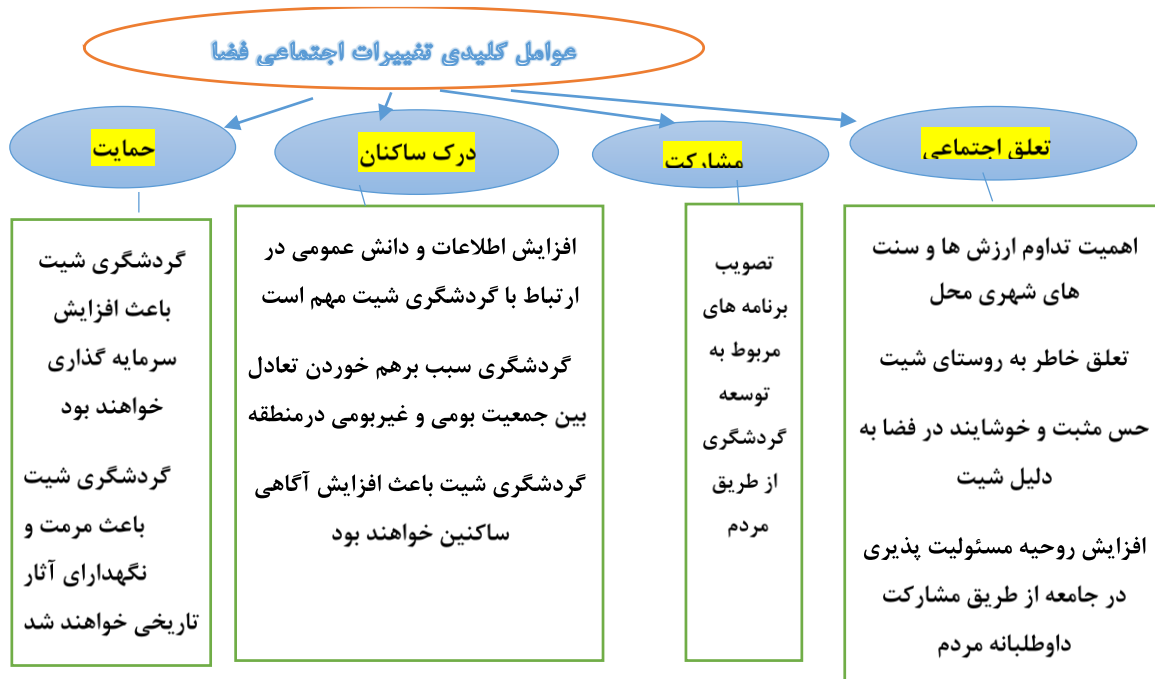 عوامل کلیدی تغییرات اجتماعی فضا
تعلق اجتماعی
مشارکت
درک ساکنان
حمایت
اهمیت تداوم ارزش ها و سنت
های شهری محل
تعلق خاطر به روستای شیت
حس مثبت و خوشایند در فضا به
دلیل شیت
افزایش روحیه مسئولیت پذیری
در جامعه از طریق مشارکت
داوطلبانه مردم
تصویب
برنامه های
مربوط به
توسعه
گردشگری
از طریق
مردم
افزایش اطلاعات و دانش عمومی در
ارتباط با گردشگری شیت مهم است
گردشگری سبب برهم خوردن تعادل
بین جمعیت بومی و غیربومی درمنطقه
گردشگری شیت باعث افزایش آگاهی
ساکنین خواهند بود
گردشگری شیت
باعث افزایش
سرمایه گذاری
خواهند بود
گردشگری شیت
باعث مرمت و
نگهدارای آثار
تاریخی خواهند شد